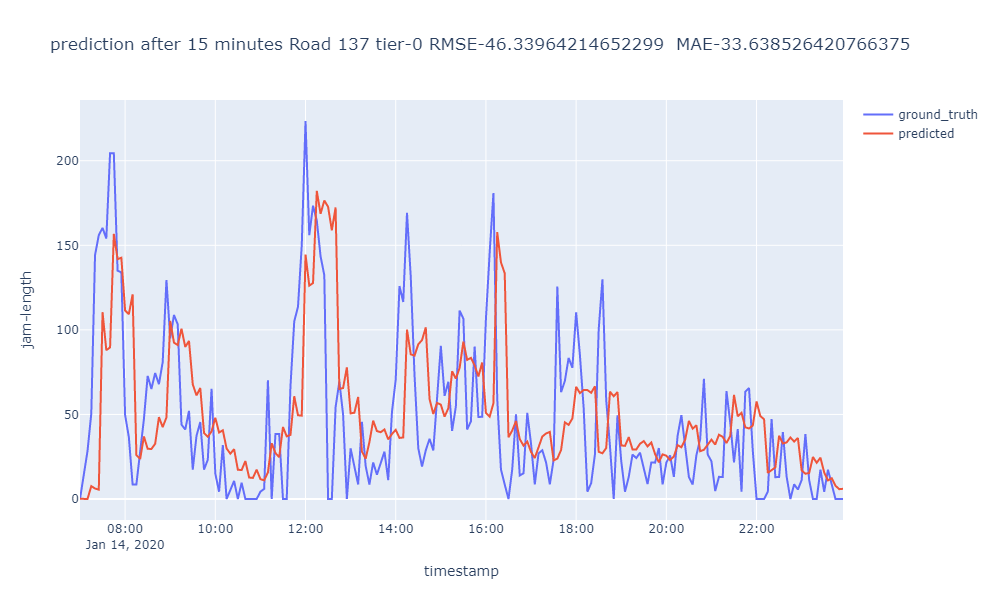 prediction after 15 minutes Road 137 tier-0 RMSE-46.33964214652299  MAE-33.638526420766375
ground_truth
predicted
jam-length
200
150
100
50
0
08:00 10:00 12:00 14:00 16:00 18:00 20:00 22:00
Jan 14, 2020
timestamp